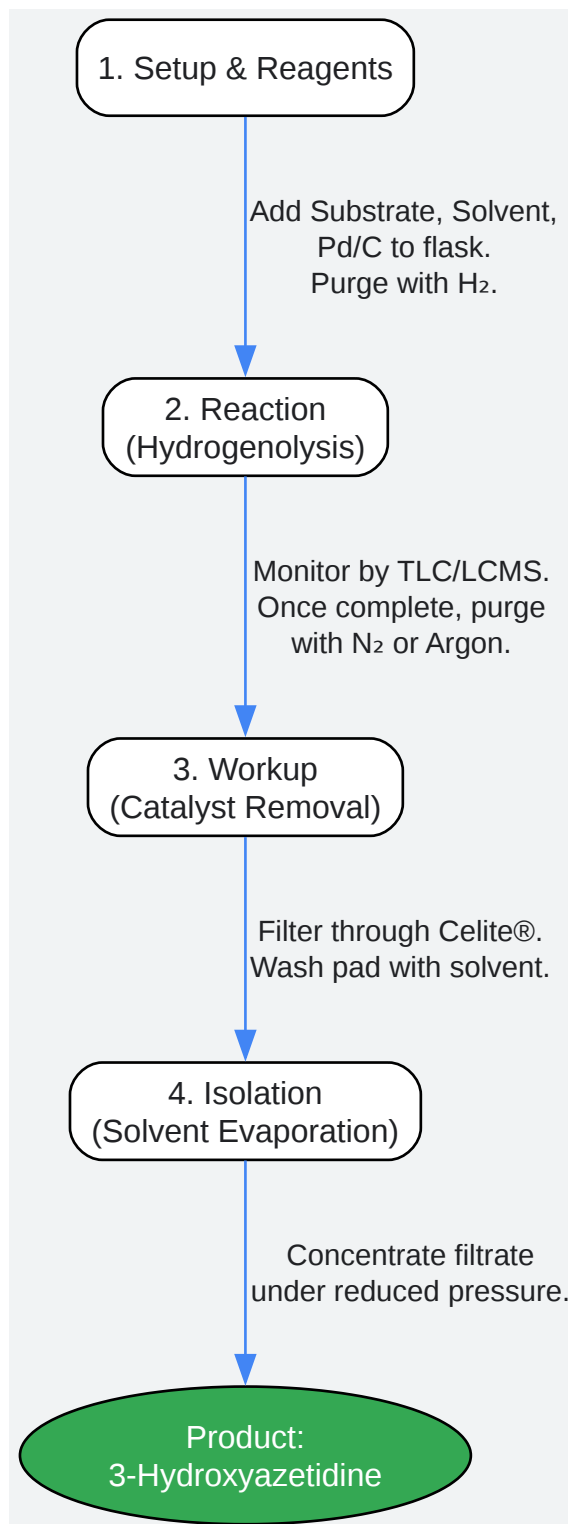 1. Setup & Reagents
Add Substrate, Solvent,
Pd/C to flask.
Purge with H₂.
2. Reaction
(Hydrogenolysis)
Monitor by TLC/LCMS.
Once complete, purge
with N₂ or Argon.
3. Workup
(Catalyst Removal)
Filter through Celite®.
Wash pad with solvent.
4. Isolation
(Solvent Evaporation)
Concentrate filtrate
under reduced pressure.
Product:
3-Hydroxyazetidine